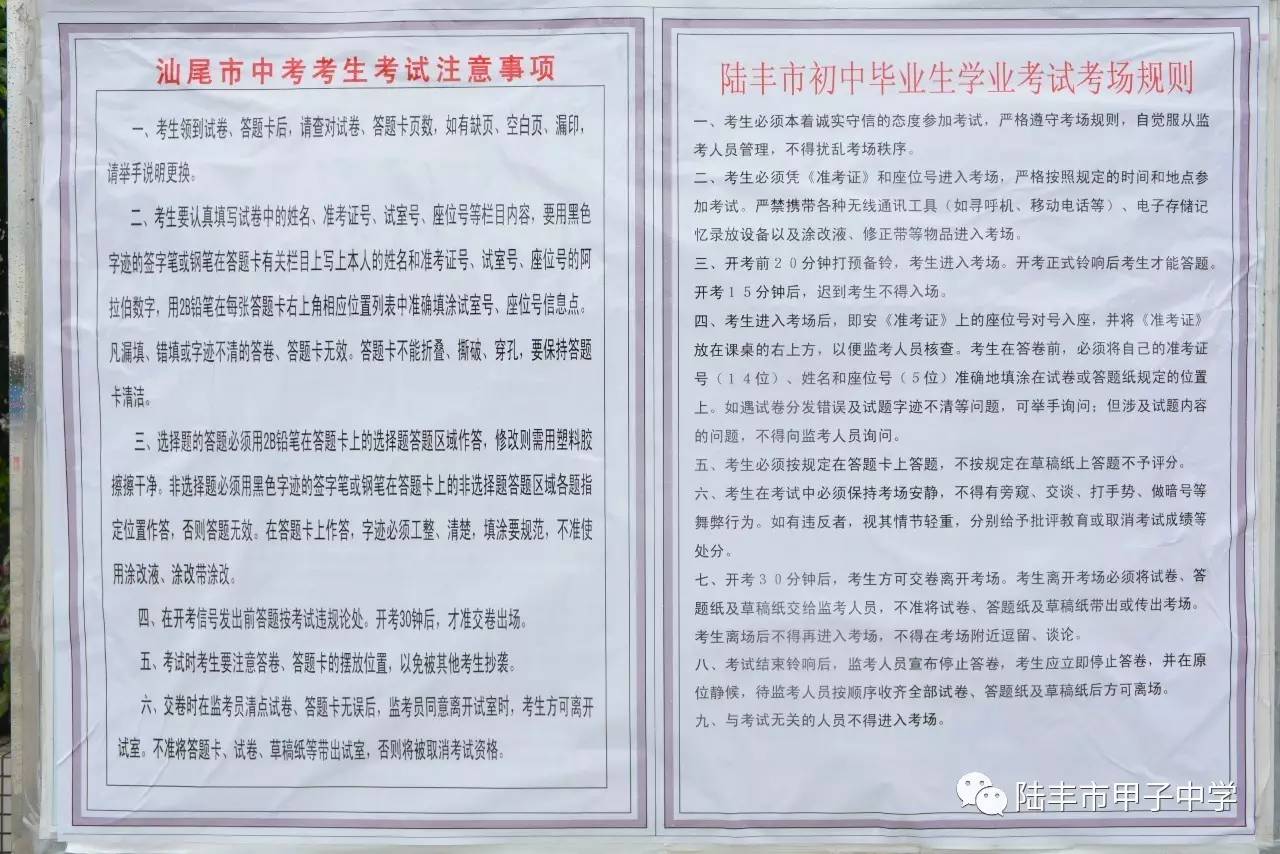 汕尾市中考考生考试注意事项
一、考生领到试卷、答题卡后，请查对试卷、答题卡页数，如有缺页、空白页、漏印，
请举手说明更换。
二、考生要认真填写试卷中的姓名、准考证号、试室号、座位号等栏目内容，要用黑色
字迹的签字笔或钢笔在答题卡有关栏目上写上本人的姓名和准考证号、试室号、座位号的阿
拉伯数字，用2B铅笔在每张答题卡右上角相应位置列表中准确填涂试室号、座位号信息点。
凡漏填、错填或字迹不清的答卷、答题卡无效。答题卡不能折叠、撕破、穿孔，要保持答题
卡清洁。
三、选择题的答题必须用2B铅笔在答题卡上的选择题答题区域作答，修改则需用塑料胶
擦擦干净。非选择题必须用黑色字迹的签字笔或钢笔在答题卡上的非选择题答题区域各题指
定位置作答，否则答题无效。在答题卡上作答，字迹必须工整、清楚，填涂要规范，不准使
用涂改液、涂改带涂改。
四、在开考信号发出前答题按考试违规论处。开考30钟后，才准交卷出场。
五、考试时考生要注意答卷、答题卡的摆放位置，以免被其他考生抄袭。
六、交卷时在监考员清点试卷、答题卡无误后，监考员同意离开试室时，考生方可离开
试室。不准将答题卡、试卷、草稿纸等带出试室，否则将被取消考试资格。
陆丰市初中毕业生学业考试考场规则
一、考生必须本着诚实守信的态度参加考试，严格遵守考场规则，自觉服从监
考人员管理，不得扰乱考场秩序。
二、考生必须凭《准考证》和座位号进入考场，严格按照规定的时间和地点参
加考试。严禁携带各种无线通讯工具（如寻呼机、移动电话等）、电子存储记
忆录放设备以及涂改液、修正带等物品进入考场。
三、开考前２０分钟打预备铃，考生进入考场。开考正式铃响后考生才能答题。
开考１５分钟后，迟到考生不得入场。
四、考生进入考场后，即安《准考证》上的座位号对号入座，并将《准考证》
放在课桌的右上方，以便监考人员核查。考生在答卷前，必须将自己的准考证
号（１４位）、姓名和座位号（５位）准确地填涂在试卷或答题纸规定的位置
上。如遇试卷分发错误及试题字迹不清等问题，可举手询问；但涉及试题内容
的问题，不得向监考人员询问。
五、考生必须按规定在答题卡上答题，不按规定在草稿纸上答题不予评分。
六、考生在考试中必须保持考场安静，不得有旁窥、交谈、打手势、做暗号等
舞弊行为。如有违反者，视其情节轻重，分别给予批评教育或取消考试成绩等
处分。
七、开考３０分钟后，考生方可交卷离开考场。考生离开考场必须将试卷、答
题纸及草稿纸交给监考人员，不准将试卷、答题纸及草稿纸带出或传出考场。
考生离场后不得再进入考场，不得在考场附近逗留、谈论。
八、考试结束铃响后，监考人员宣布停止答卷，考生应立即停止答卷，并在原
位静候，待监考人员按顺序收齐全部试卷、答题纸及草稿纸后方可离场。
九、与考试无关的人员不得进入考场。
陆丰市甲子中学